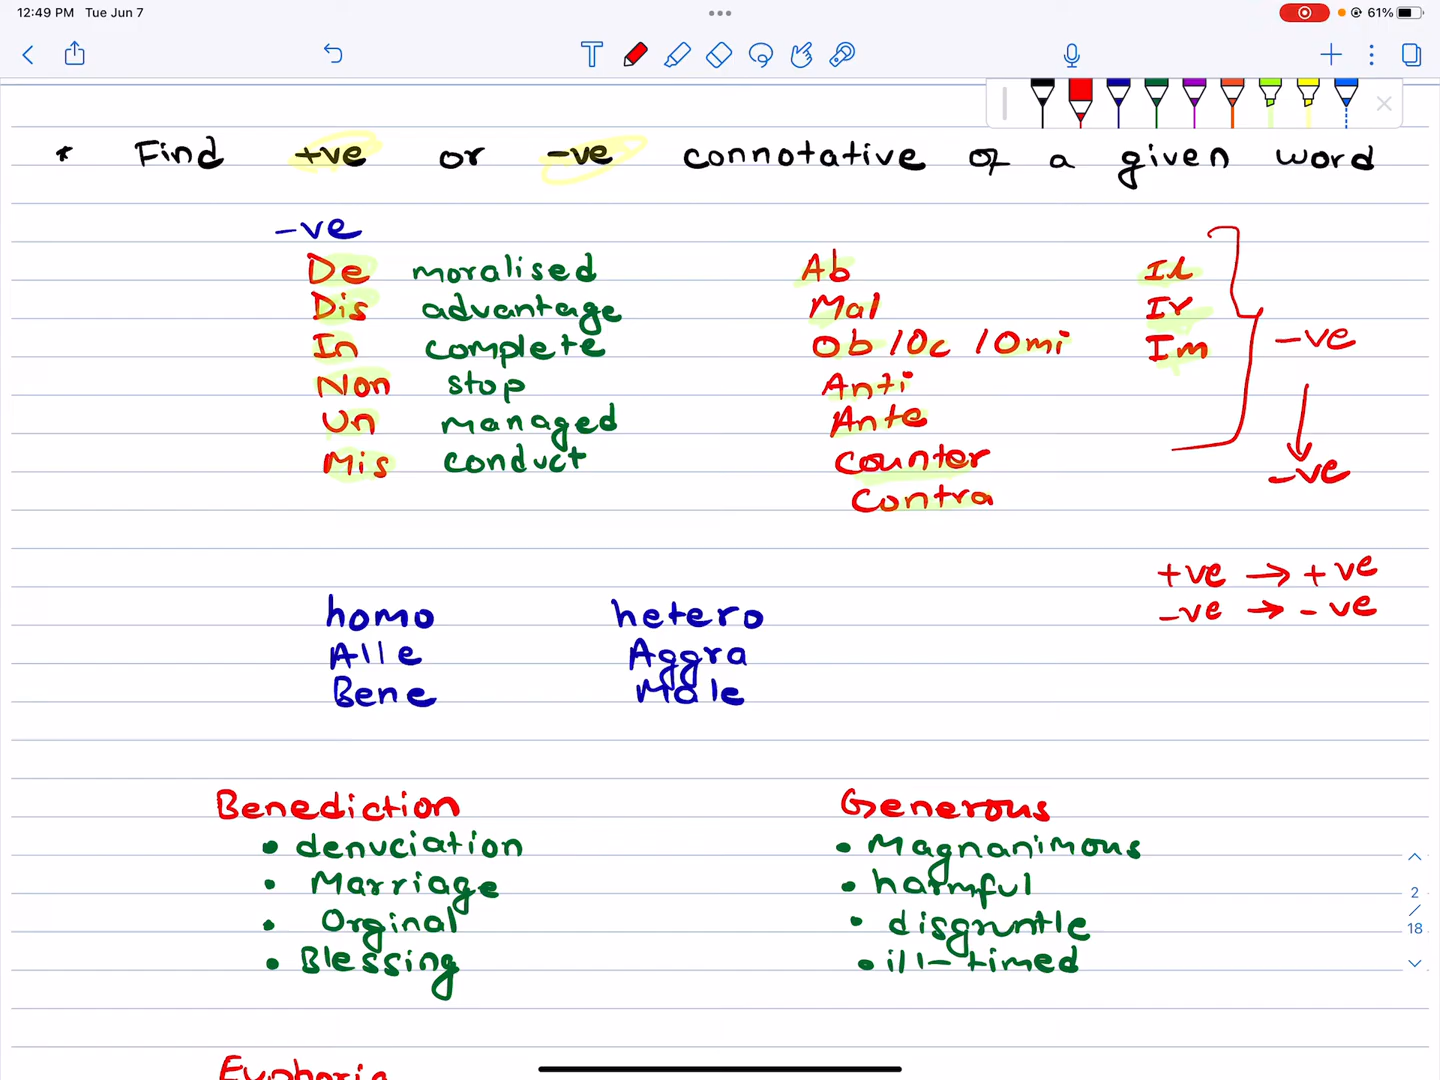 12:49 PM Tue Jun 7
61%
* Find +ve or -ve connotative of a given word
-ve
De moralised
Dis advantage
In complete
Non stop
Un managed
Mis conduct
Ab
Mal
Ob / Oc / Omi
Anti
Ante
Counter
Contra
Il
Ir
Im
-ve
-ve
+ve → +ve
-ve → -ve
homo hetero
Alle Aggra
Bene Male
Benediction
• denuciation
• Marriage
• Orginal
• Blessing
Generous
• Magnanimous
• harmful
• disgruntle
• ill-timed
2
/
18
Euphoria